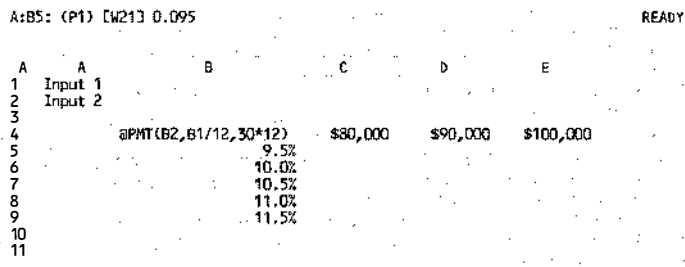 A:B5: (P1) [W21] 0.095 READY
A A B C D E
1 Input 1
2 Input 2
3
4 @PMT(B2,B1/12,30*12) $80,000 $90,000 $100,000
5 9.5%
6 10.0%
7 10.5%
8 11.0%
9 11.5%
10
11